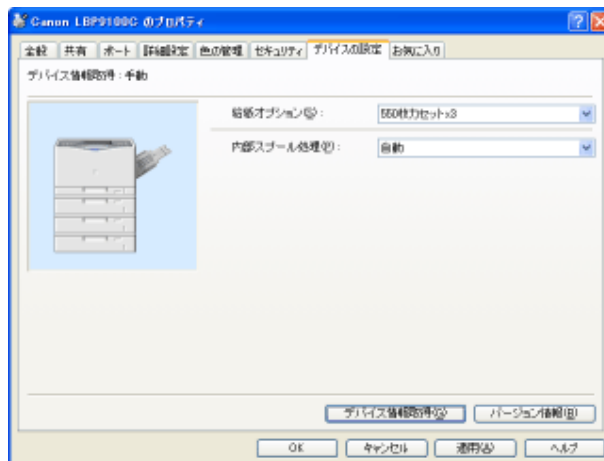 Canon LBP9100C のプロパティ
全般 共有 ポート 詳細設定 色の管理 セキュリティ デバイスの設定 お気に入り
デバイス情報取得：手動
給紙オプション(S)： 550枚カセットx3
内部スプール処理(P)： 自動
デバイス情報取得(G) バージョン情報(B)
OK キャンセル 適用(A) ヘルプ